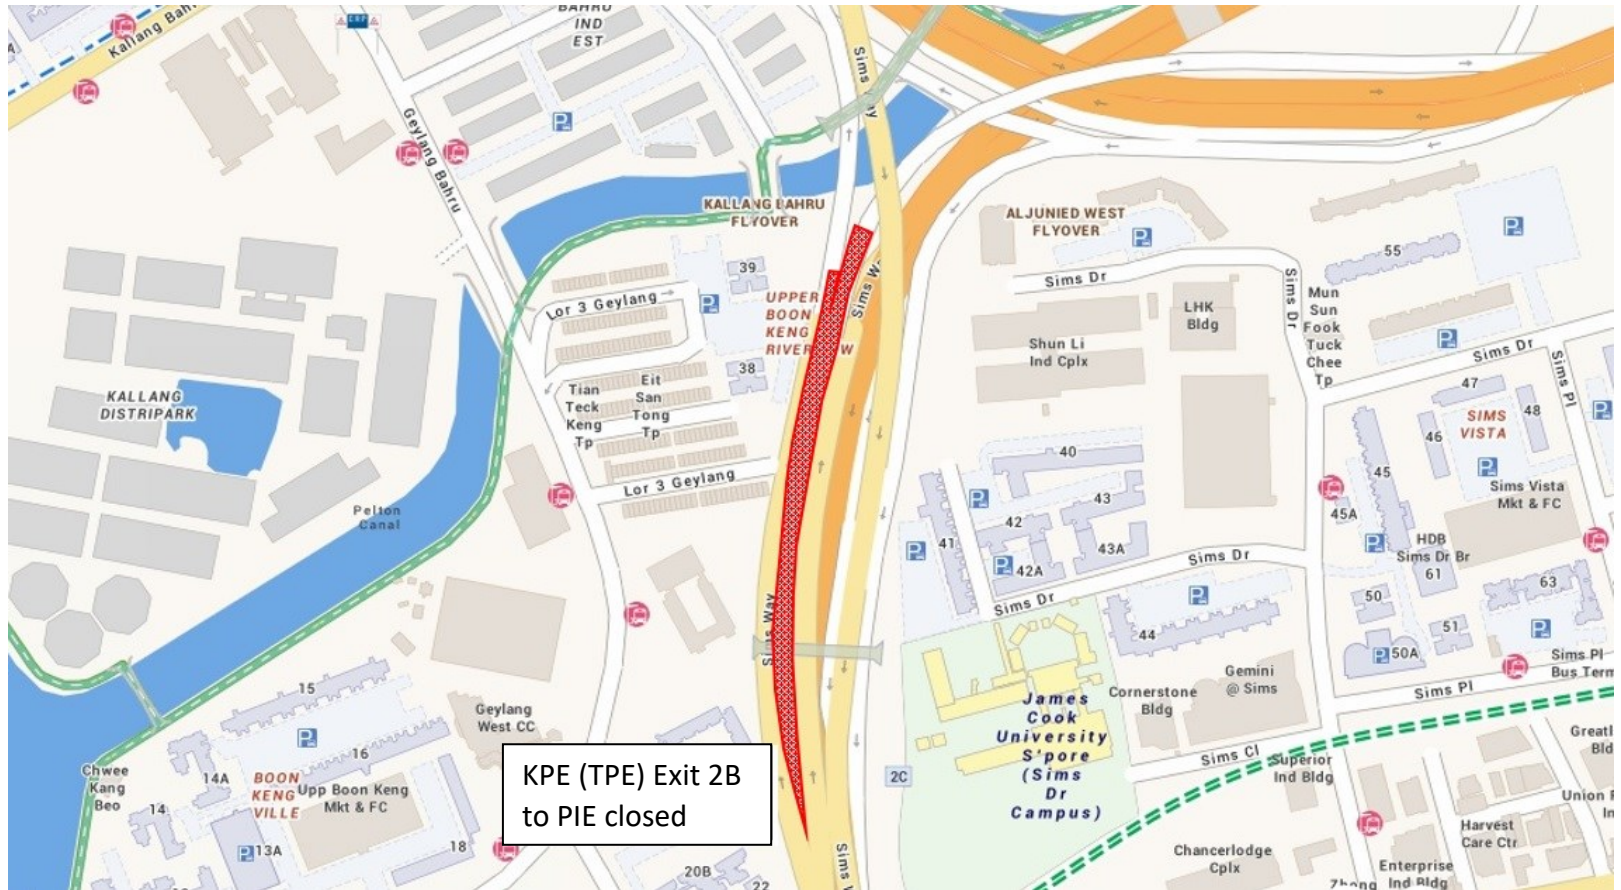 BAHRU
IND
EST
ERP
Kallang Bahru
Geylang Bahru
Sims Way
KALLANG BAHRU
FLYOVER
ALJUNIED WEST
FLYOVER
Sims Dr
55
Sims Dr
Mun
Sun
Fook
Tuck
Chee
Tp
LHK
Bldg
Shun Li
Ind Cplx
Sims Dr
Sims Pl
39
Lor 3 Geylang
UPPER
BOON
KENG
RIVERVIEW
Sims Way
38
Tian
Teck
Keng
Tp
Eit
San
Tong
Tp
KALLANG
DISTRIPARK
47
48
46
SIMS
VISTA
45
Sims Vista
Mkt & FC
45A
40
43
42
43A
41
42A
Lor 3 Geylang
Pelton
Canal
HDB
Sims Dr Br
61
63
Sims Dr
Sims Dr
50
51
50A
44
Sims Pl
Bus Term
Sims Way
Gemini
@ Sims
Cornerstone
Bldg
Sims Pl
James
Cook
University
S'pore
(Sims
Dr
Campus)
Sims Cl
Superior
Ind Bldg
15
Geylang
West CC
16
14A
14
Chwee
Kang
Beo
BOON
KENG
VILLE
Upp Boon Keng
Mkt & FC
13A
18
KPE (TPE) Exit 2B
to PIE closed
2C
20B
22
Chancerlodge
Cplx
Harvest
Care Ctr
Enterprise
Ind Bldg